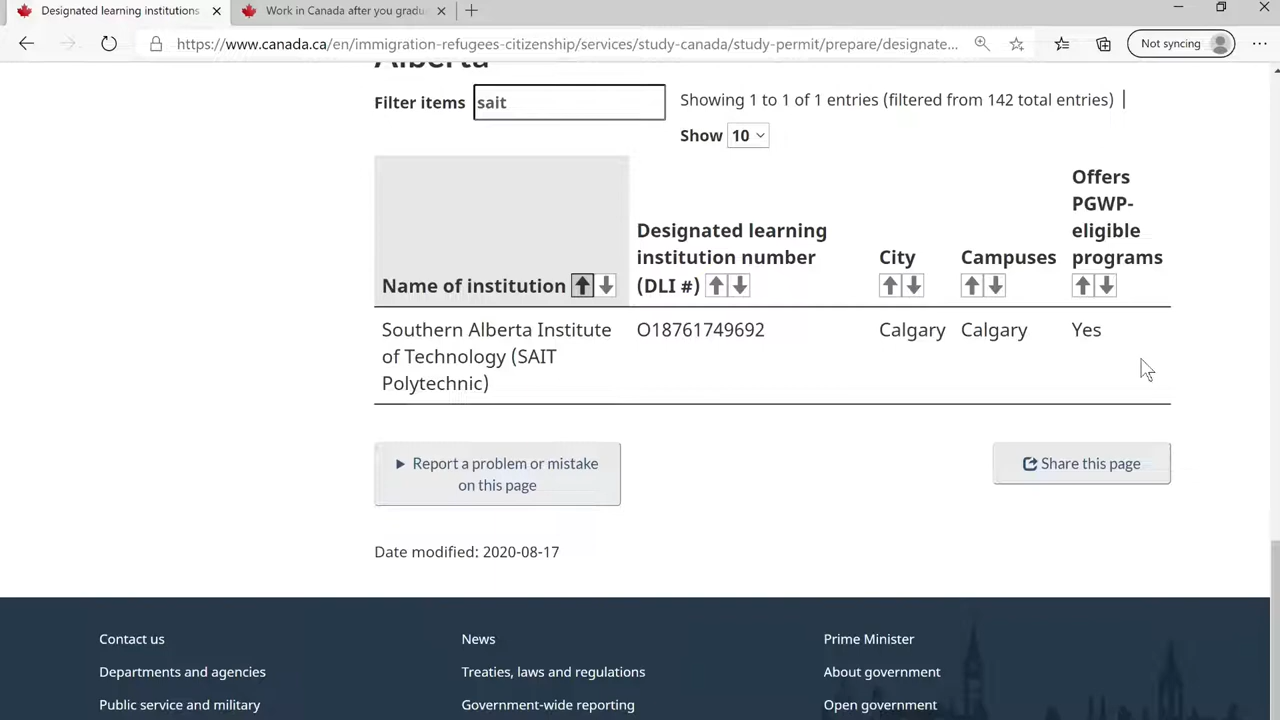 Designated learning institutions
Work in Canada after you gradu
https://www.canada.ca/en/immigration-refugees-citizenship/services/study-canada/study-permit/prepare/designate...
Not syncing
Alberta
Filter items sait
Showing 1 to 1 of 1 entries (filtered from 142 total entries) |
Show 10
Name of institution
Designated learning
institution number
(DLI #)
City
Campuses
Offers
PGWP-
eligible
programs
Southern Alberta Institute
of Technology (SAIT
Polytechnic)
O18761749692
Calgary
Calgary
Yes
Report a problem or mistake
on this page
Share this page
Date modified: 2020-08-17
Contact us
News
Prime Minister
Departments and agencies
Treaties, laws and regulations
About government
Public service and military
Government-wide reporting
Open government